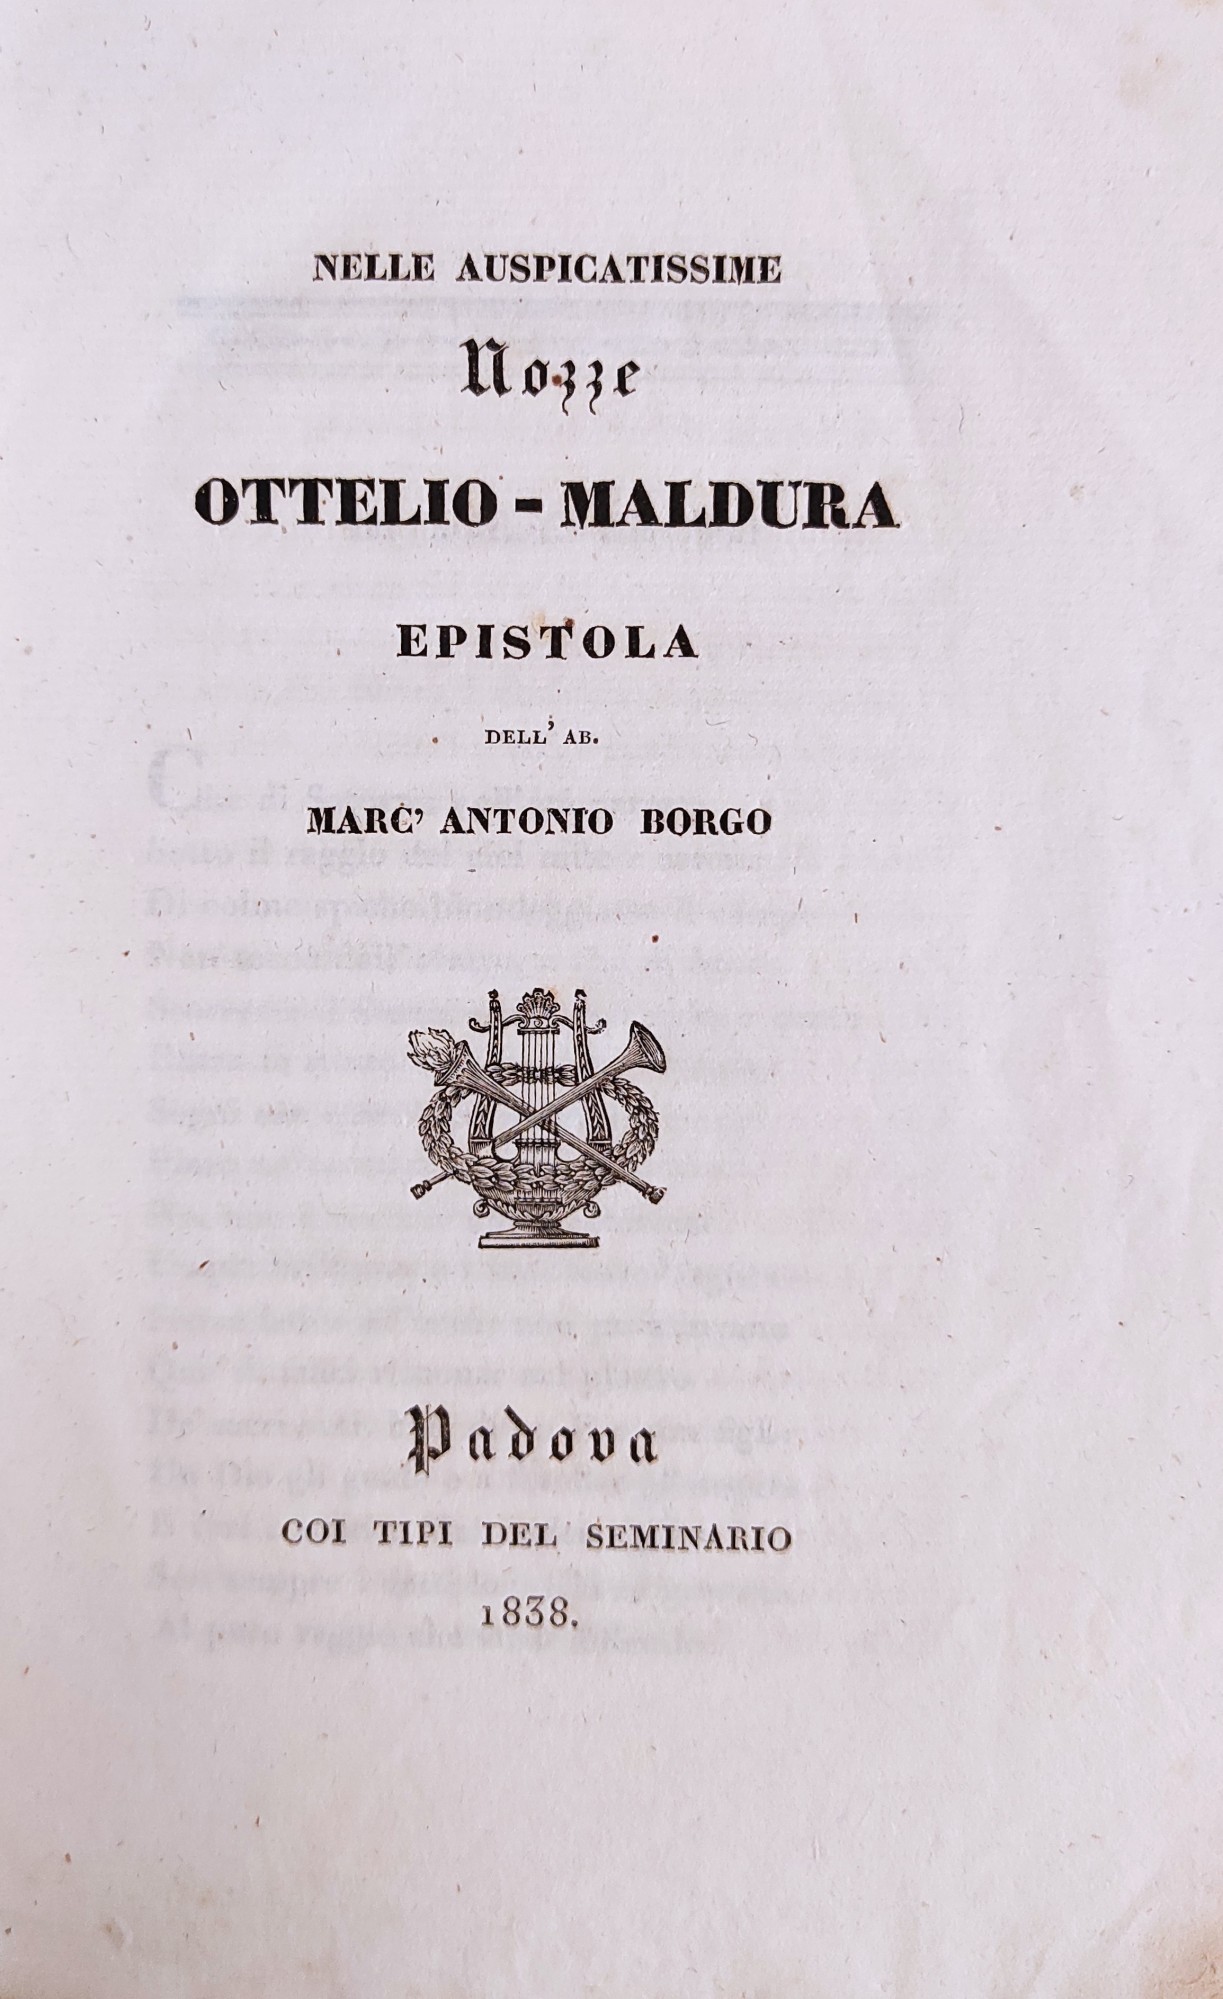 NELLE AUSPICATISSIME
Nozze
OTTELIO - MALDURA
EPISTOLA
DELL' AB.
MARC' ANTONIO BORGO
Padova
COI TIPI DEL SEMINARIO
1838.